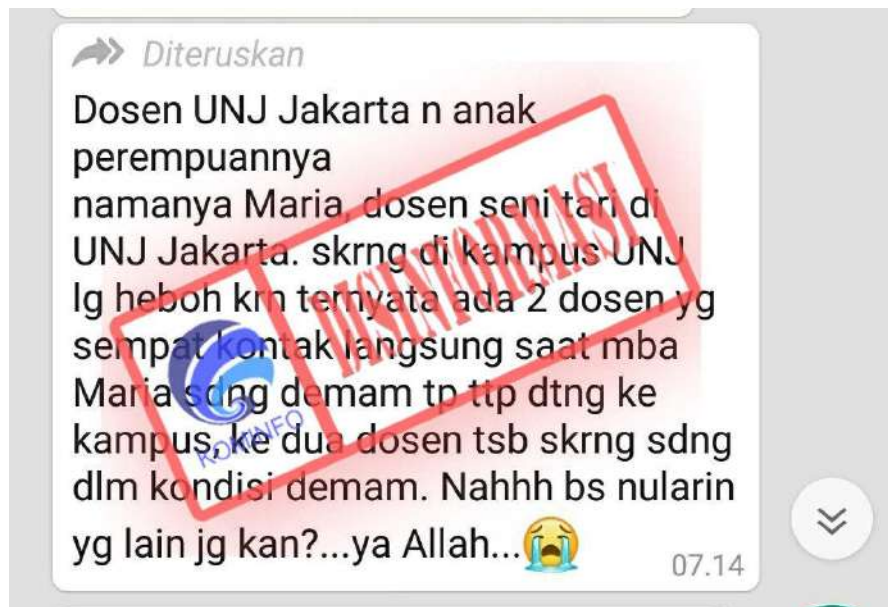 Diteruskan
Dosen UNJ Jakarta n anak
perempuannya
namanya Maria, dosen seni tari di
UNJ Jakarta. skrng di kampus UNJ
lg heboh krn ternyata ada 2 dosen yg
sempat kontak langsung saat mba
Maria sdng demam tp ttp dtng ke
kampus, ke dua dosen tsb skrng sdng
dlm kondisi demam. Nahhh bs nularin
yg lain jg kan?...ya Allah...😭
07.14
DISINFORMASI
KOMINFO